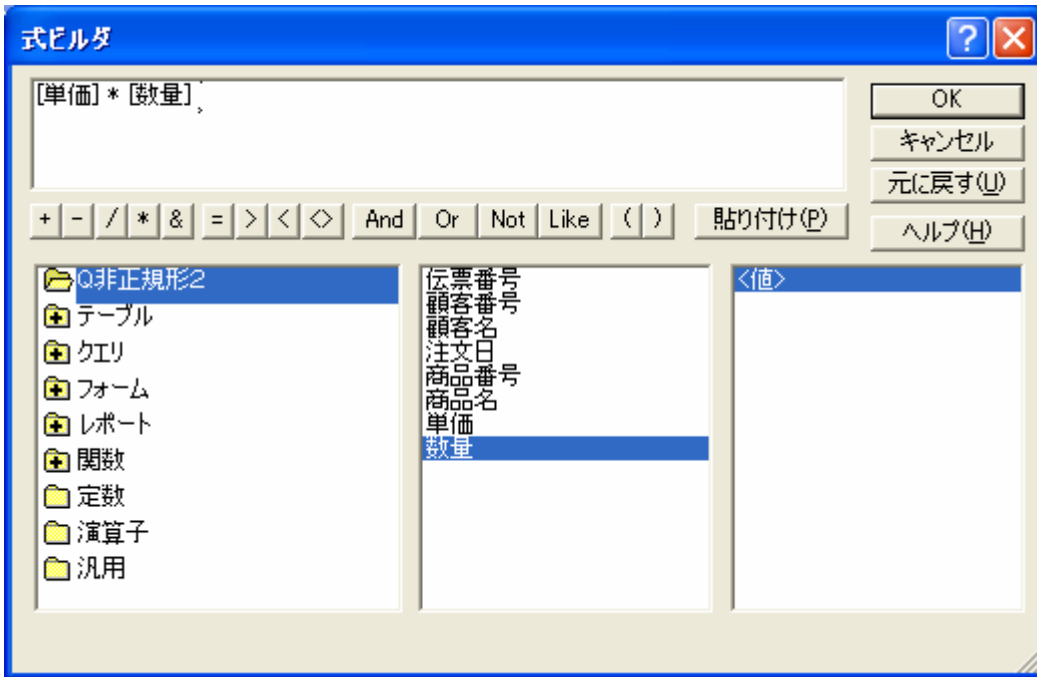 式ビルダ
[単価] * [数量]
OK
キャンセル
元に戻す(U)
ヘルプ(H)
+ - / * & = > < <> And Or Not Like ( ) 貼り付け(P)
Q非正規形2
テーブル
クエリ
フォーム
レポート
関数
定数
演算子
汎用
伝票番号
顧客番号
顧客名
注文日
商品番号
商品名
単価
数量
<値>